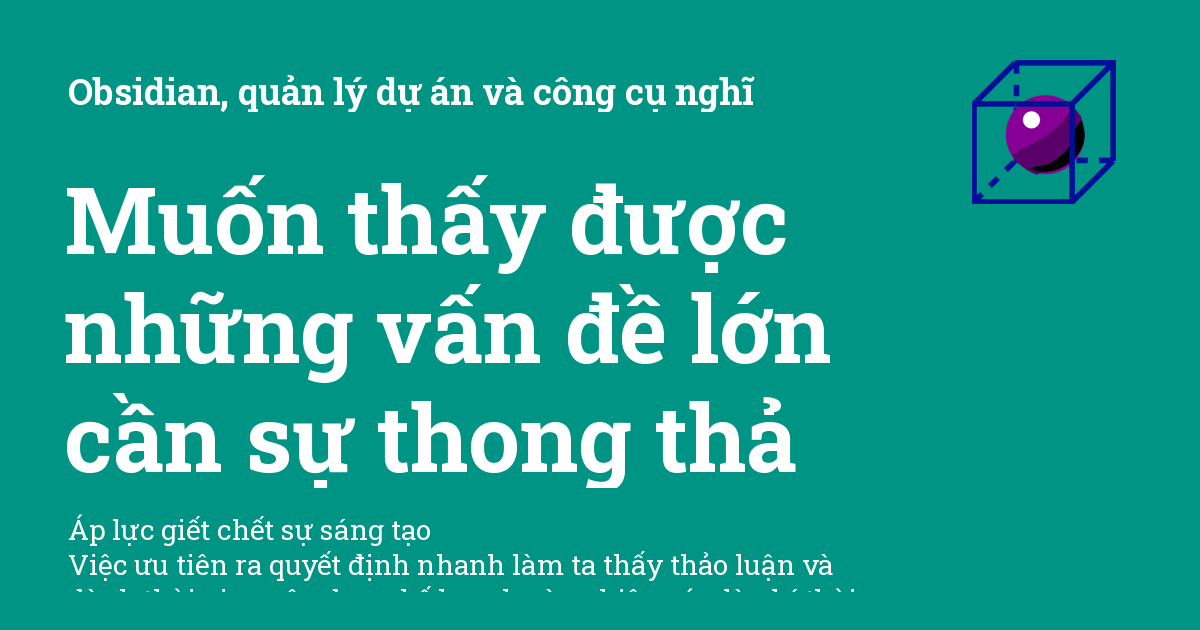 Obsidian, quản lý dự án và công cụ nghĩ
Muốn thấy được
những vấn đề lớn
cần sự thong thả
Áp lực giết chết sự sáng tạo
Việc ưu tiên ra quyết định nhanh làm ta thấy thảo luận và